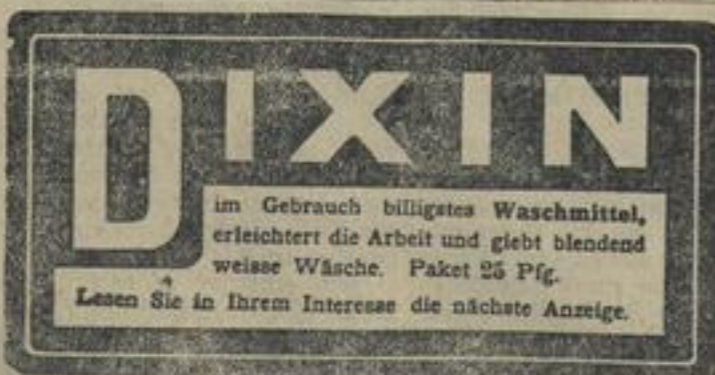 DIXIN
im Gebrauch billigstes Waschmittel,
erleichtert die Arbeit und giebt blendend
weisse Wäsche. Paket 25 Pfg.
Lesen Sie in Ihrem Interesse die nächste Anzeige.